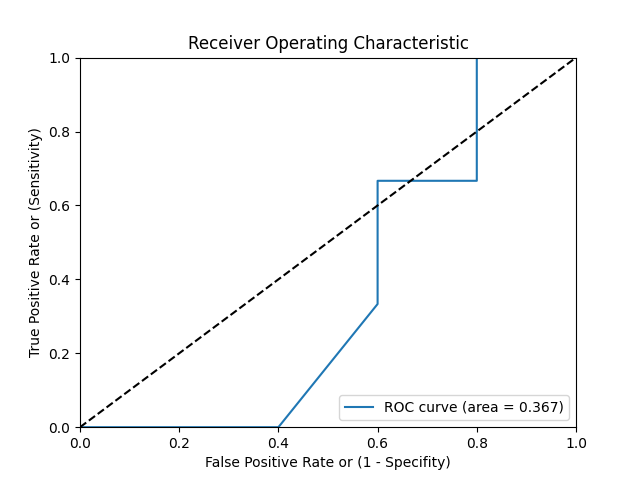 Receiver Operating Characteristic
1.0
0.8
0.6
0.4
0.2
0.0
True Positive Rate or (Sensitivity)
ROC curve (area = 0.367)
0.0 0.2 0.4 0.6 0.8 1.0
False Positive Rate or (1 - Specifity)